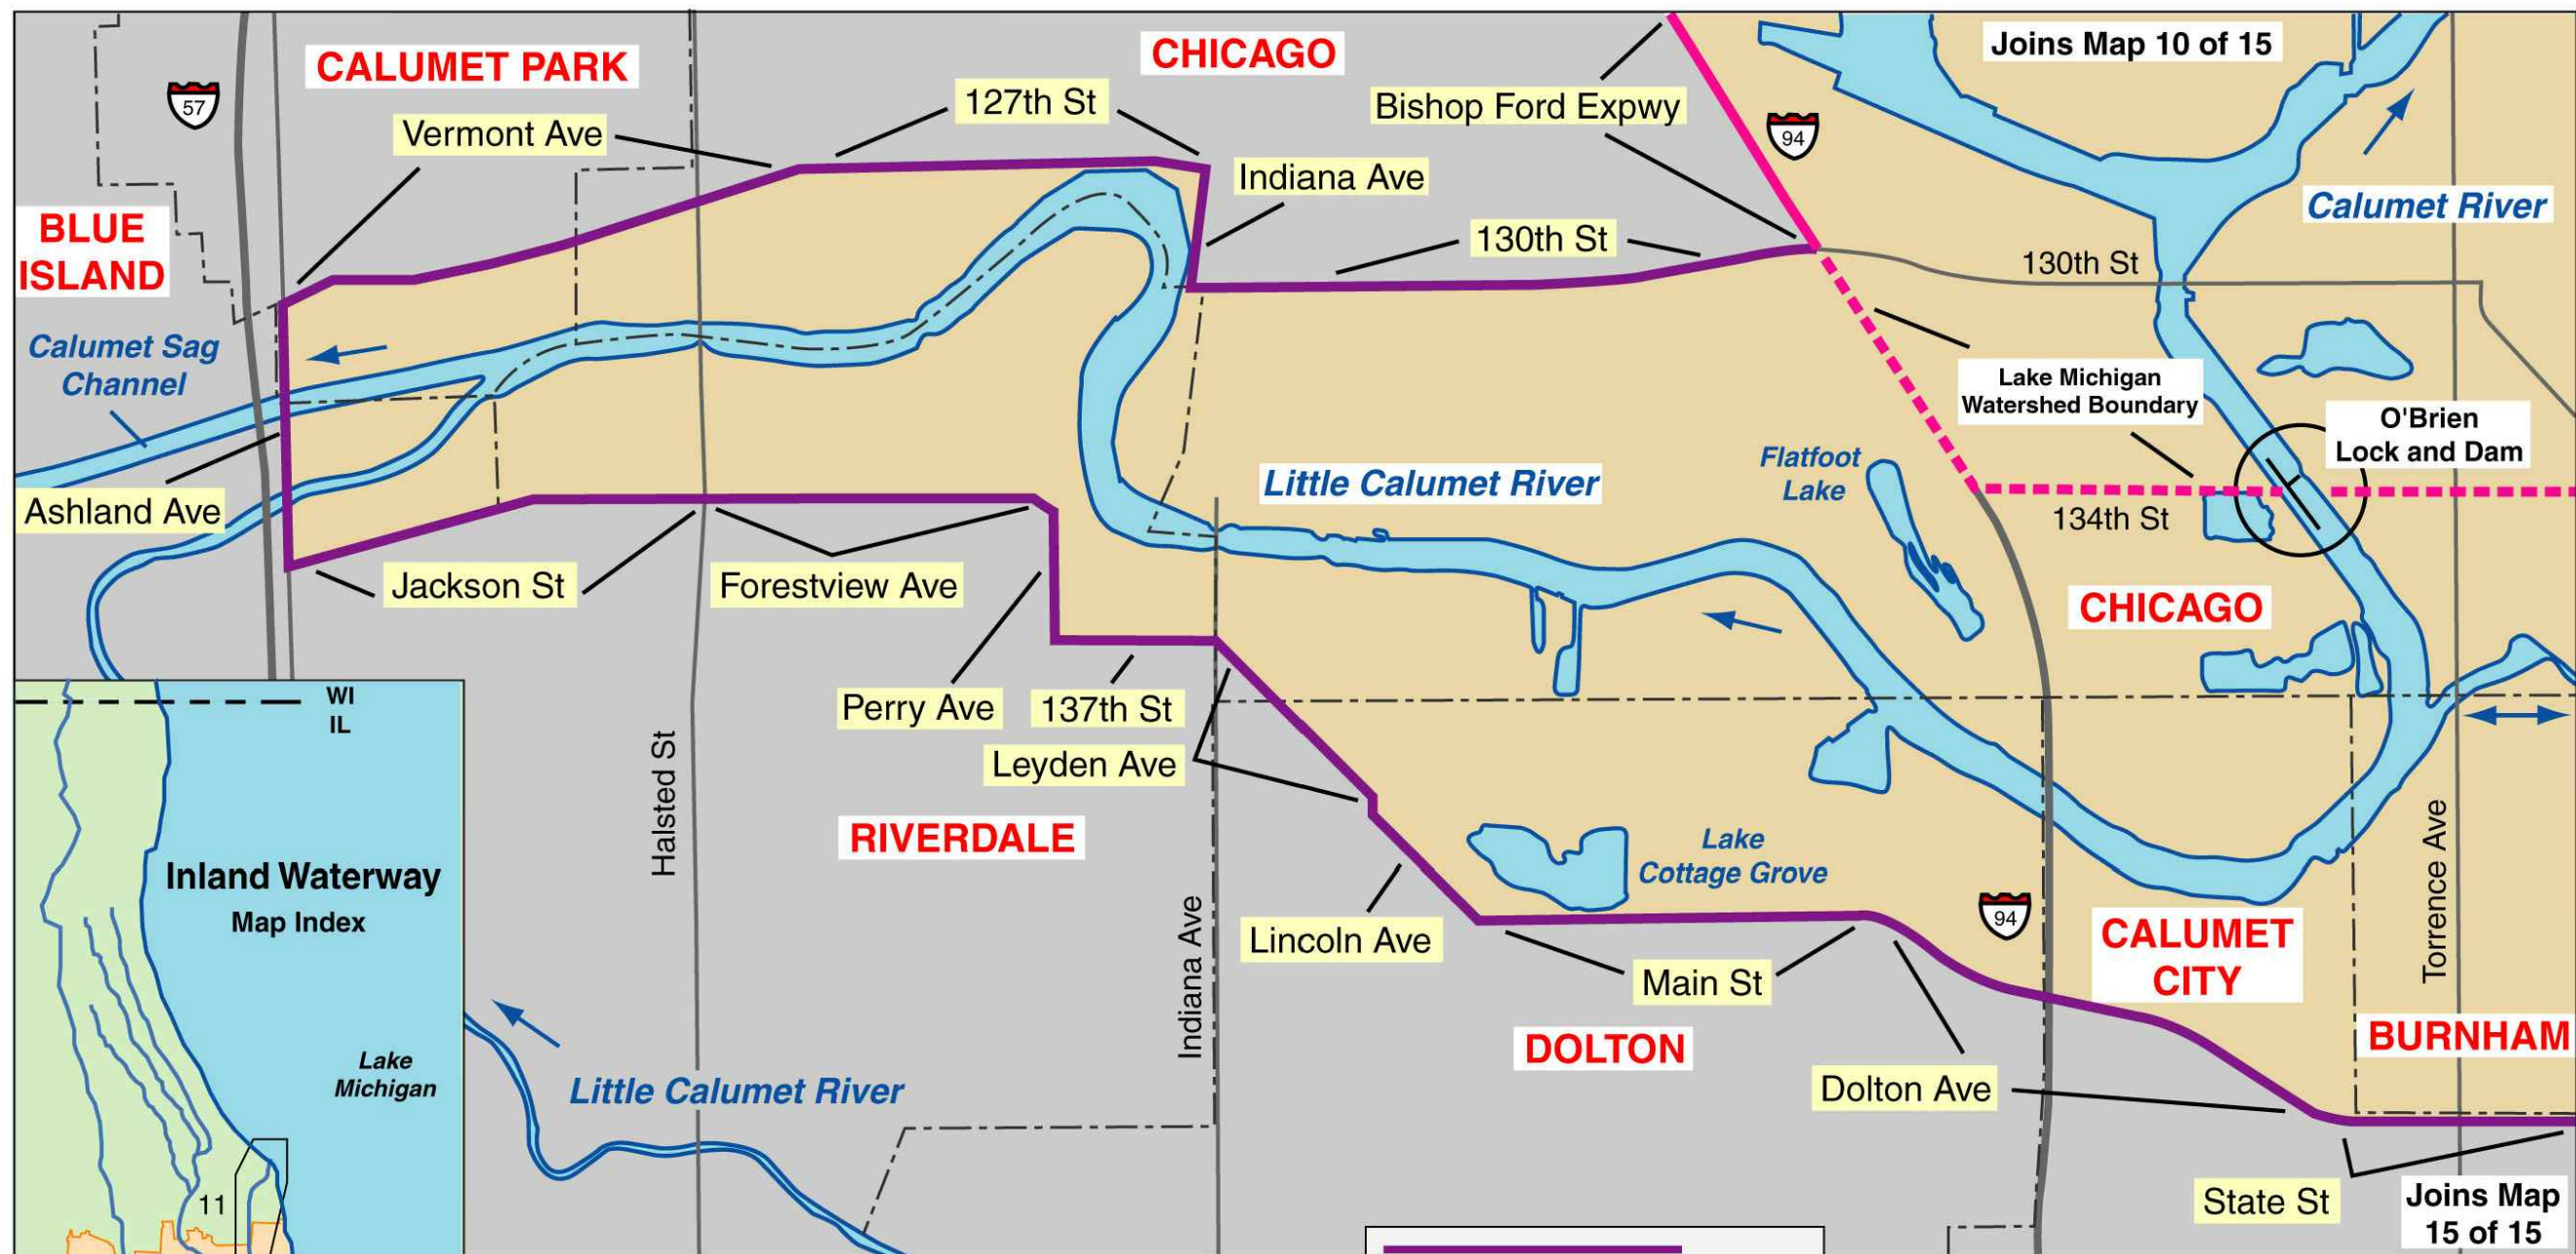 Joins Map 10 of 15
CHICAGO
CALUMET PARK
57
127th St
Bishop Ford Expwy
Vermont Ave
94
Indiana Ave
Calumet River
BLUE
ISLAND
130th St
130th St
Calumet Sag
Channel
Lake Michigan
Watershed Boundary
O'Brien
Lock and Dam
Flatfoot
Lake
Little Calumet River
Ashland Ave
134th St
Jackson St
Forestview Ave
CHICAGO
WI
IL
Perry Ave
137th St
Leyden Ave
Halsted St
RIVERDALE
Lake
Cottage Grove
Torrence Ave
Inland Waterway
Map Index
94
Lincoln Ave
CALUMET
CITY
Indiana Ave
Main St
DOLTON
BURNHAM
Lake
Michigan
Little Calumet River
Dolton Ave
11
State St
Joins Map
15 of 15